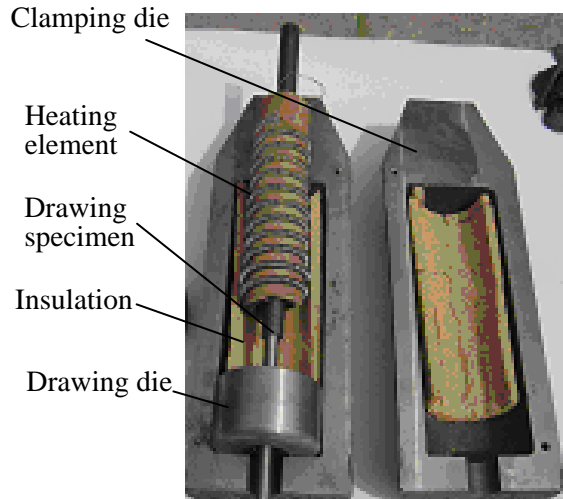 Clamping die
Heating
element
Drawing
specimen
Insulation
Drawing die